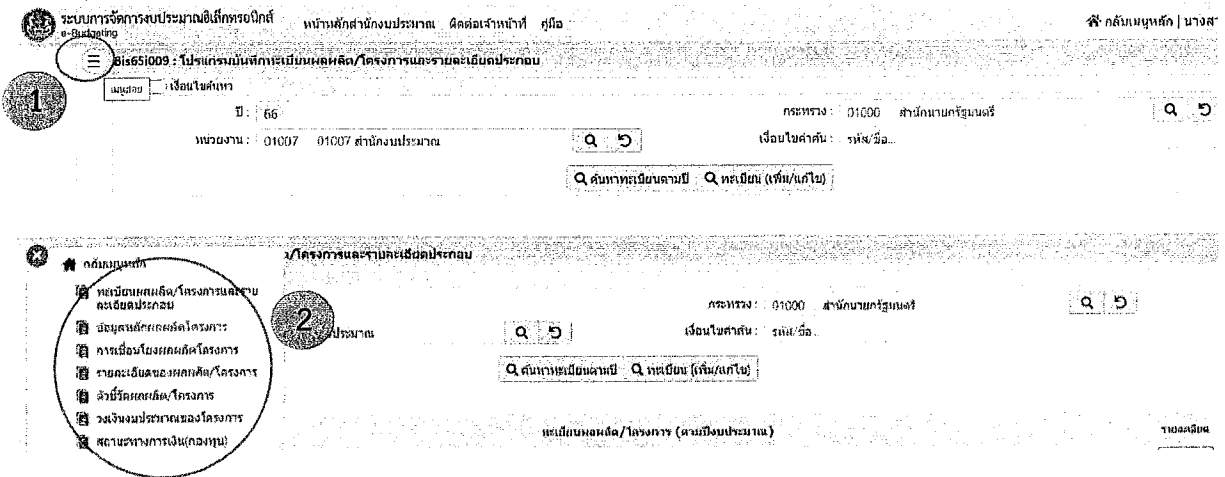 ระบบการจัดการงบประมาณอิเล็กทรอนิกส์
e-Budgeting
หน้าหลักสำนักงบประมาณ ติดต่อเจ้าหน้าที่ คู่มือ
กลับเมนูหลัก | นางสา
Bis65i009 : โปรแกรมบันทึกทะเบียนผลผลิต/โครงการและรายละเอียดประกอบ
1
เมนูย่อย
เงื่อนไขค้นหา
ปี : 66
กระทรวง : 01000 สำนักนายกรัฐมนตรี
หน่วยงาน : 01007 01007 สำนักงบประมาณ
เงื่อนไขคำค้น : รหัส/ชื่อ...
ค้นหาทะเบียนตามปี ทะเบียน (เพิ่ม/แก้ไข)
กลับเมนูหลัก
/โครงการและรายละเอียดประกอบ
ทะเบียนผลผลิต/โครงการและราย
ละเอียดประกอบ
2
กระทรวง : 01000 สำนักนายกรัฐมนตรี
ข้อมูลหลักผลผลิตโครงการ
ประมาณ
เงื่อนไขคำค้น : รหัส/ชื่อ..
การเชื่อมโยงผลผลิตโครงการ
รายละเอียดของผลผลิต/โครงการ
ค้นหาทะเบียนตามปี ทะเบียน (เพิ่ม/แก้ไข)
ตัวชี้วัดผลผลิต/โครงการ
วงเงินงบประมาณของโครงการ
สถานะทางการเงิน(กองทุน)
ทะเบียนผลผลิต/โครงการ (ตามปีงบประมาณ)
รายละเอียด